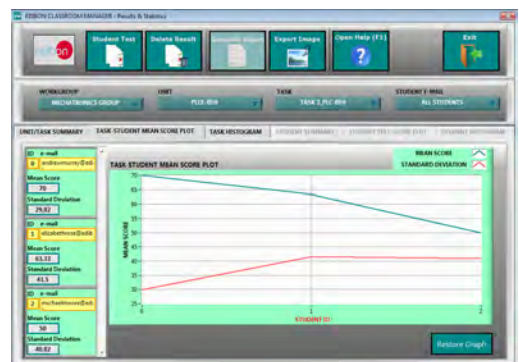 EDIBON CLASSROOM MANAGER : Results & Statistics
edibon
Student Test
Delete Result
Export Image
Open Help (F1)
Exit
WORKGROUP
UNIT
TASK
STUDENT E-MAIL
MECHATRONICS GROUP
ALL STUDENTS
UNIT/TASK SUMMARY
TASK-STUDENT MEAN SCORE PLOT
TASK HISTOGRAM
STUDENT SUMMARY
ID e-mail
0
Mean Score
70
Standard Deviation
29,82
ID e-mail
1
Mean Score
63,33
Standard Deviation
41,5
ID e-mail
2
Mean Score
50
Standard Deviation
40,82
TASK-STUDENT MEAN SCORE PLOT
MEAN SCORE
STANDARD DEVIATION
MEAN SCORE
70
65
60
55
50
45
40
35
30
25
0
1
2
STUDENT ID
Restore Graph